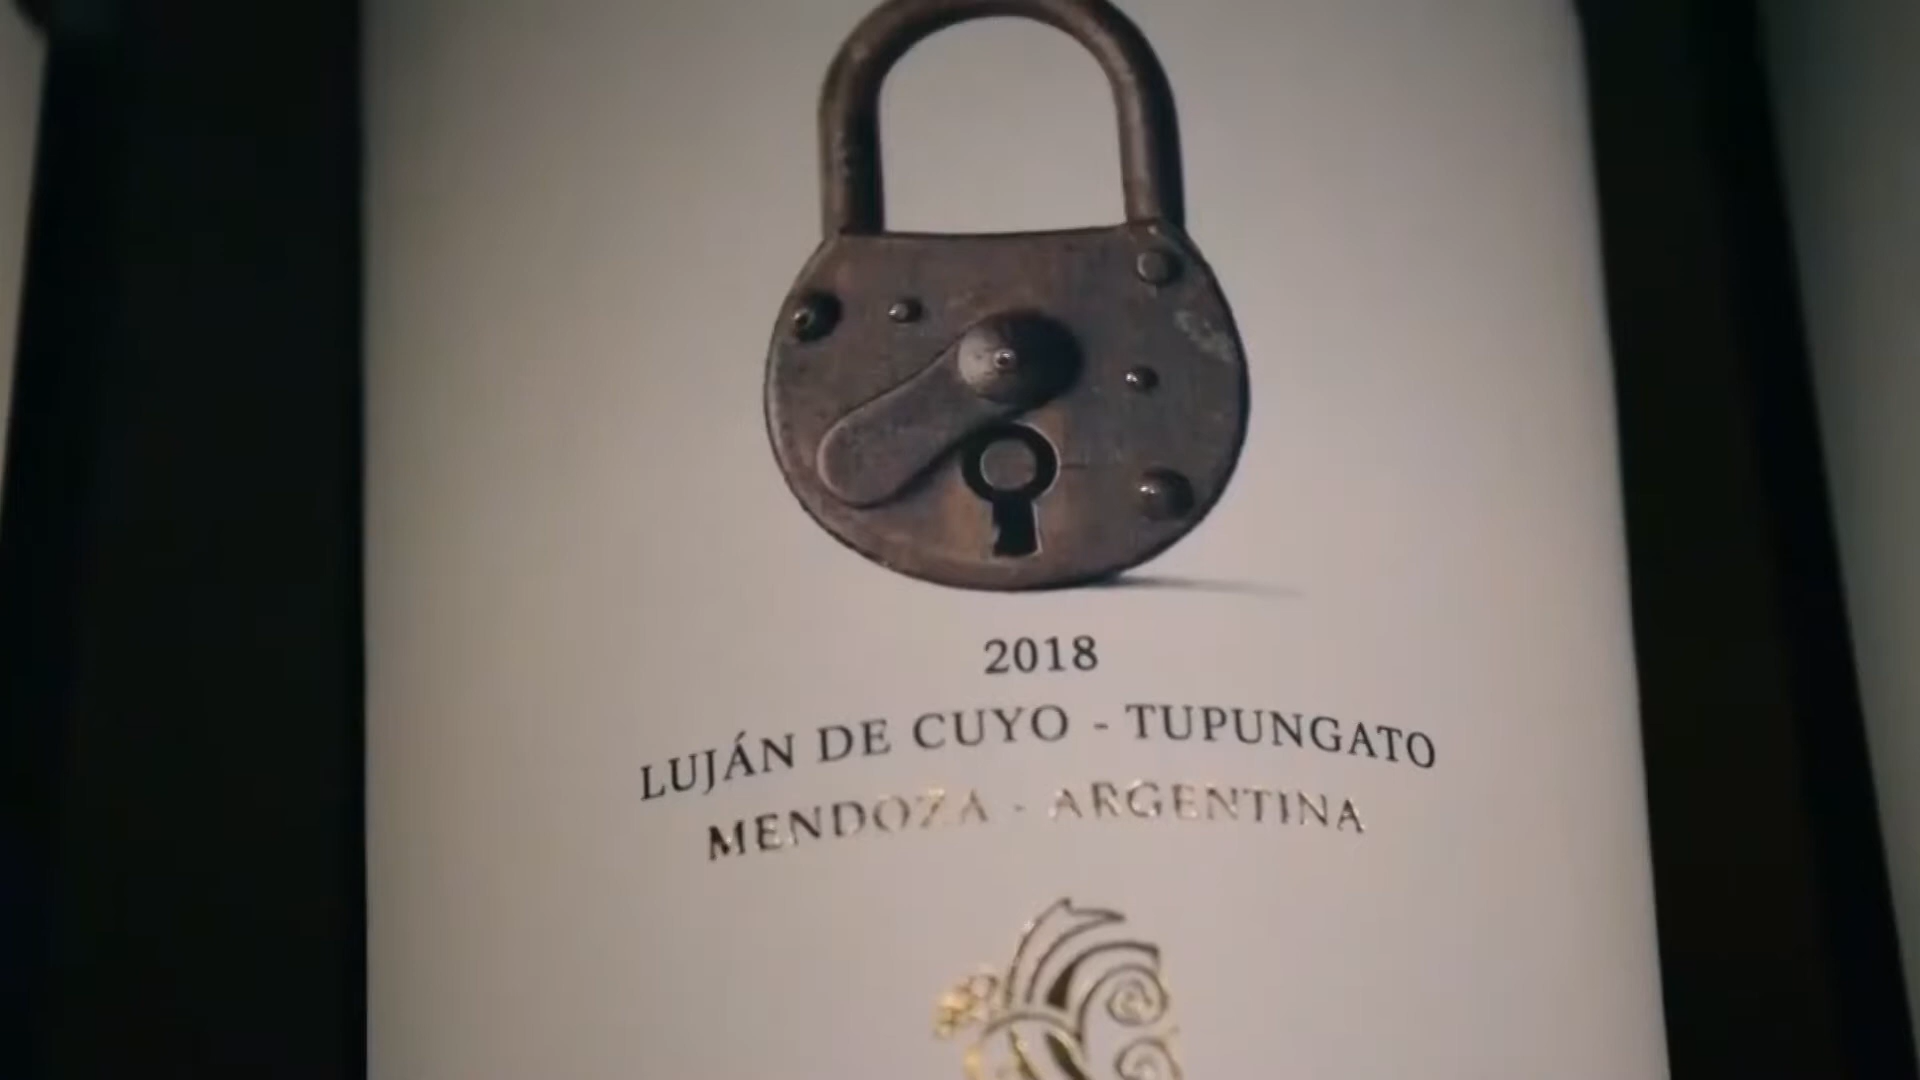 2018
LUJÁN DE CUYO - TUPUNGATO
MENDOZA - ARGENTINA